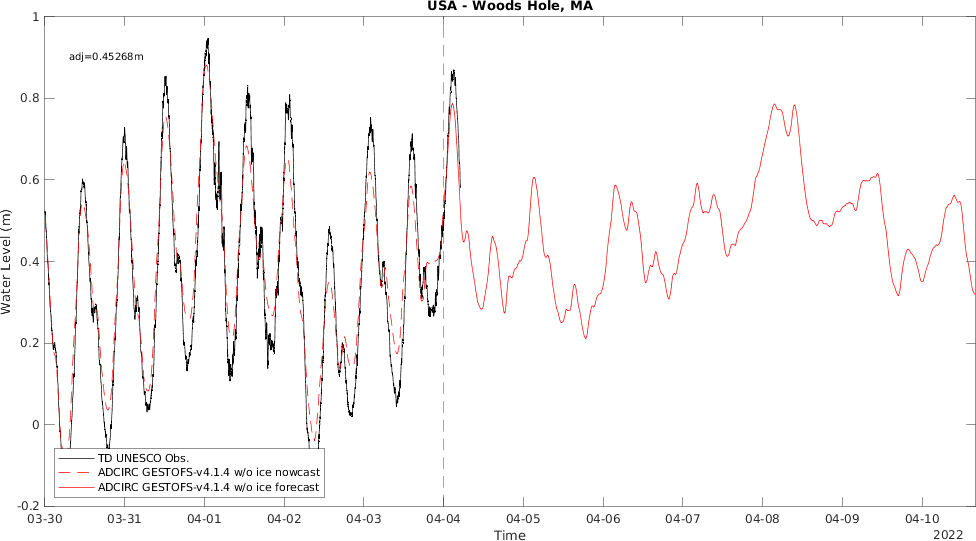 USA - Woods Hole, MA
adj=0.45268m
Water Level (m)
1
0.8
0.6
0.4
0.2
0
-0.2
TD UNESCO Obs.
ADCIRC GESTOFS-v4.1.4 w/o ice nowcast
ADCIRC GESTOFS-v4.1.4 w/o ice forecast
03-30 03-31 04-01 04-02 04-03 04-04 04-05 04-06 04-07 04-08 04-09 04-10
Time
2022